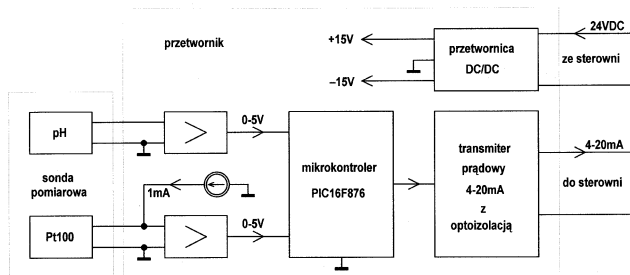 przetwornik
+15V
−15V
przetwornica
DC/DC
24VDC
ze sterowni
pH
0-5V
sonda
pomiarowa
1mA
Pt100
0-5V
mikrokontroler
PIC16F876
transmiter
prądowy
4-20mA
z
optoizolacją
4-20mA
do sterowni